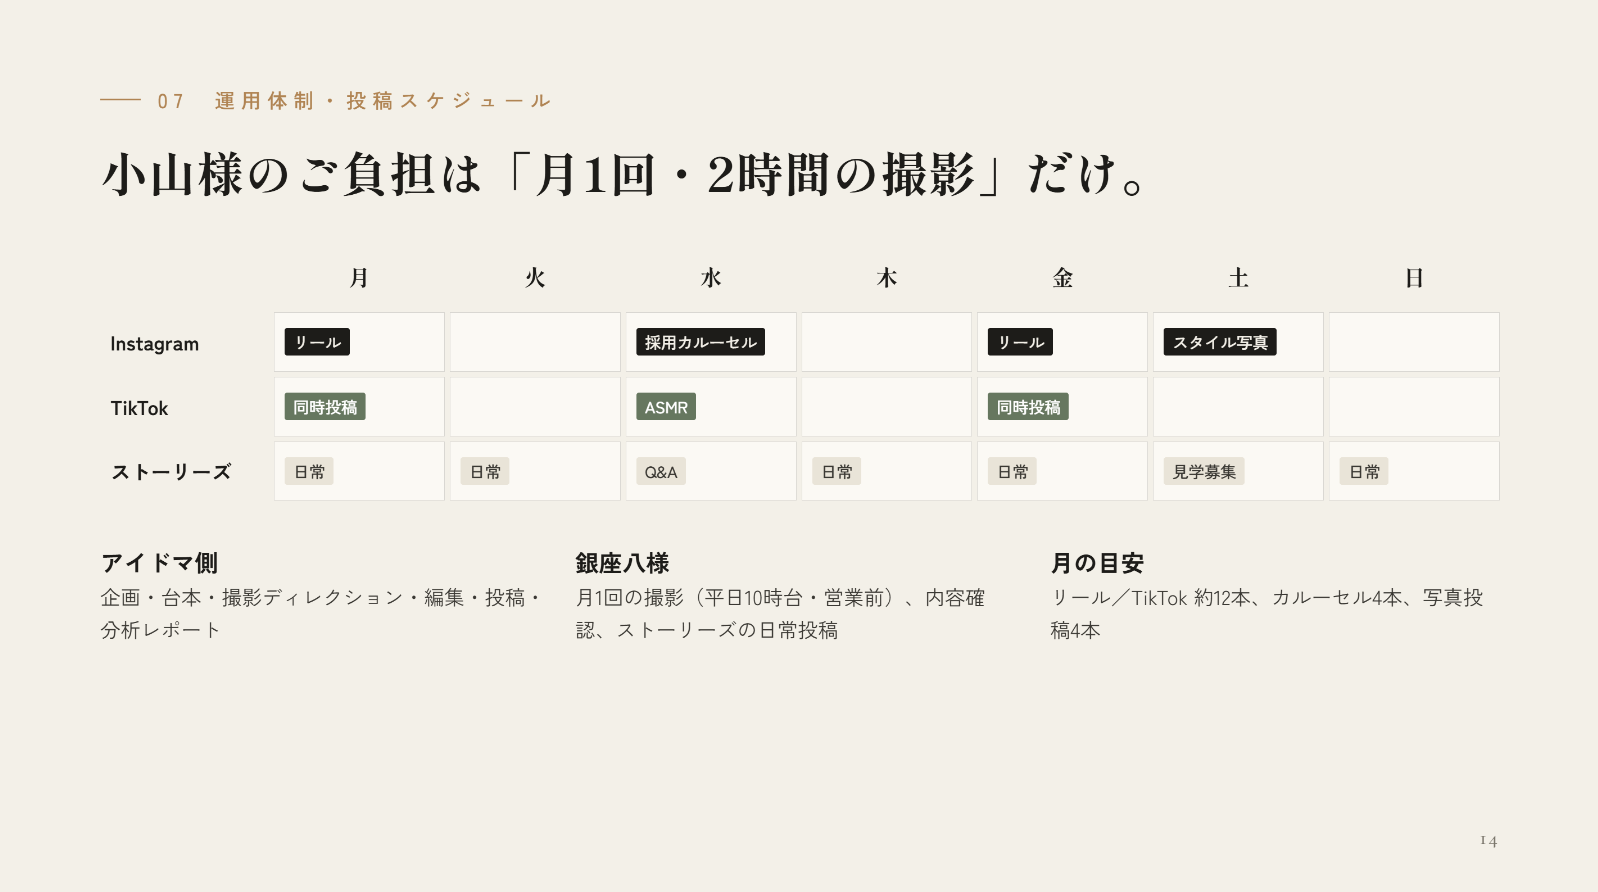 07 運用体制・投稿スケジュール
小山様のご負担は「月1回・2時間の撮影」だけ。
月 火 水 木 金 土 日
Instagram リール 採用カルーセル リール スタイル写真
TikTok 同時投稿 ASMR 同時投稿
ストーリーズ 日常 日常 Q&A 日常 日常 見学募集 日常
アイドマ側
企画・台本・撮影ディレクション・編集・投稿・
分析レポート
銀座八様
月1回の撮影（平日10時台・営業前）、内容確
認、ストーリーズの日常投稿
月の目安
リール／TikTok 約12本、カルーセル4本、写真投
稿4本
14